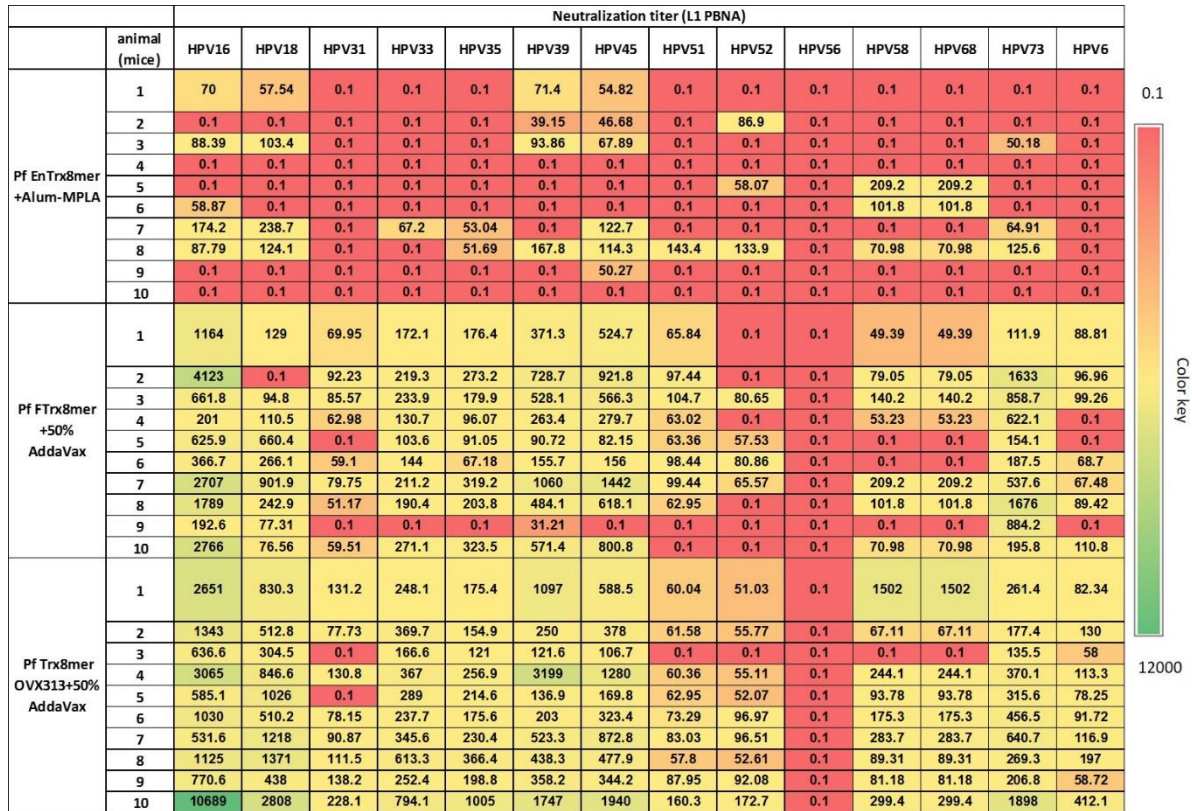 Neutralization titer (L1 PBNA)
animal (mice) HPV16 HPV18 HPV31 HPV33 HPV35 HPV39 HPV45 HPV51 HPV52 HPV56 HPV58 HPV68 HPV73 HPV6
Pf EnTrx8mer +Alum-MPLA
1 70 57.54 0.1 0.1 0.1 71.4 54.82 0.1 0.1 0.1 0.1 0.1 0.1 0.1
2 0.1 0.1 0.1 0.1 0.1 39.15 46.68 0.1 86.9 0.1 0.1 0.1 0.1 0.1
3 88.39 103.4 0.1 0.1 0.1 93.86 67.89 0.1 0.1 0.1 0.1 0.1 50.18 0.1
4 0.1 0.1 0.1 0.1 0.1 0.1 0.1 0.1 0.1 0.1 0.1 0.1 0.1 0.1
5 0.1 0.1 0.1 0.1 0.1 0.1 0.1 0.1 58.07 0.1 209.2 209.2 0.1 0.1
6 58.87 0.1 0.1 0.1 0.1 0.1 0.1 0.1 0.1 0.1 101.8 101.8 0.1 0.1
7 174.2 238.7 0.1 67.2 53.04 0.1 122.7 0.1 0.1 0.1 0.1 0.1 64.91 0.1
8 87.79 124.1 0.1 0.1 51.69 167.8 114.3 143.4 133.9 0.1 70.98 70.98 125.6 0.1
9 0.1 0.1 0.1 0.1 0.1 0.1 50.27 0.1 0.1 0.1 0.1 0.1 0.1 0.1
10 0.1 0.1 0.1 0.1 0.1 0.1 0.1 0.1 0.1 0.1 0.1 0.1 0.1 0.1
Pf FTrx8mer +50% AddaVax
1 1164 129 69.95 172.1 176.4 371.3 524.7 65.84 0.1 0.1 49.39 49.39 111.9 88.81
2 4123 0.1 92.23 219.3 273.2 728.7 921.8 97.44 0.1 0.1 79.05 79.05 1633 96.96
3 661.8 94.8 85.57 233.9 179.9 528.1 566.3 104.7 80.65 0.1 140.2 140.2 858.7 99.26
4 201 110.5 62.98 130.7 96.07 263.4 279.7 63.02 0.1 0.1 53.23 53.23 622.1 0.1
5 625.9 660.4 0.1 103.6 91.05 90.72 82.15 63.36 57.53 0.1 0.1 0.1 154.1 0.1
6 366.7 266.1 59.1 144 67.18 155.7 156 98.44 80.86 0.1 0.1 0.1 187.5 68.7
7 2707 901.9 79.75 211.2 319.2 1060 1442 99.44 65.57 0.1 209.2 209.2 537.6 67.48
8 1789 242.9 51.17 190.4 203.8 484.1 618.1 62.95 0.1 0.1 101.8 101.8 1676 89.42
9 192.6 77.31 0.1 0.1 0.1 31.21 0.1 0.1 0.1 0.1 0.1 0.1 884.2 0.1
10 2766 76.56 59.51 271.1 323.5 571.4 800.8 0.1 0.1 0.1 70.98 70.98 195.8 110.8
Pf Trx8mer OVX313+50% AddaVax
1 2651 830.3 131.2 248.1 175.4 1097 588.5 60.04 51.03 0.1 1502 1502 261.4 82.34
2 1343 512.8 77.73 369.7 154.9 250 378 61.58 55.77 0.1 67.11 67.11 177.4 130
3 636.6 304.5 0.1 166.6 121 121.6 106.7 0.1 0.1 0.1 0.1 0.1 135.5 58
4 3065 846.6 130.8 367 256.9 3199 1280 60.36 55.11 0.1 244.1 244.1 370.1 113.3
5 585.1 1026 0.1 289 214.6 136.9 169.8 62.95 52.07 0.1 93.78 93.78 315.6 78.25
6 1030 510.2 78.15 237.7 175.6 203 323.4 73.29 96.97 0.1 175.3 175.3 456.5 91.72
7 531.6 1218 90.87 345.6 230.4 523.3 872.8 83.03 96.51 0.1 283.7 283.7 640.7 116.9
8 1125 1371 111.5 613.3 366.4 438.3 477.9 57.8 52.61 0.1 89.31 89.31 269.3 197
9 770.6 438 138.2 252.4 198.8 358.2 344.2 87.95 92.08 0.1 81.18 81.18 206.8 58.72
10 10689 2808 228.1 794.1 1005 1747 1940 160.3 172.7 0.1 299.4 299.4 1898 412.1
0.1
Color key
12000